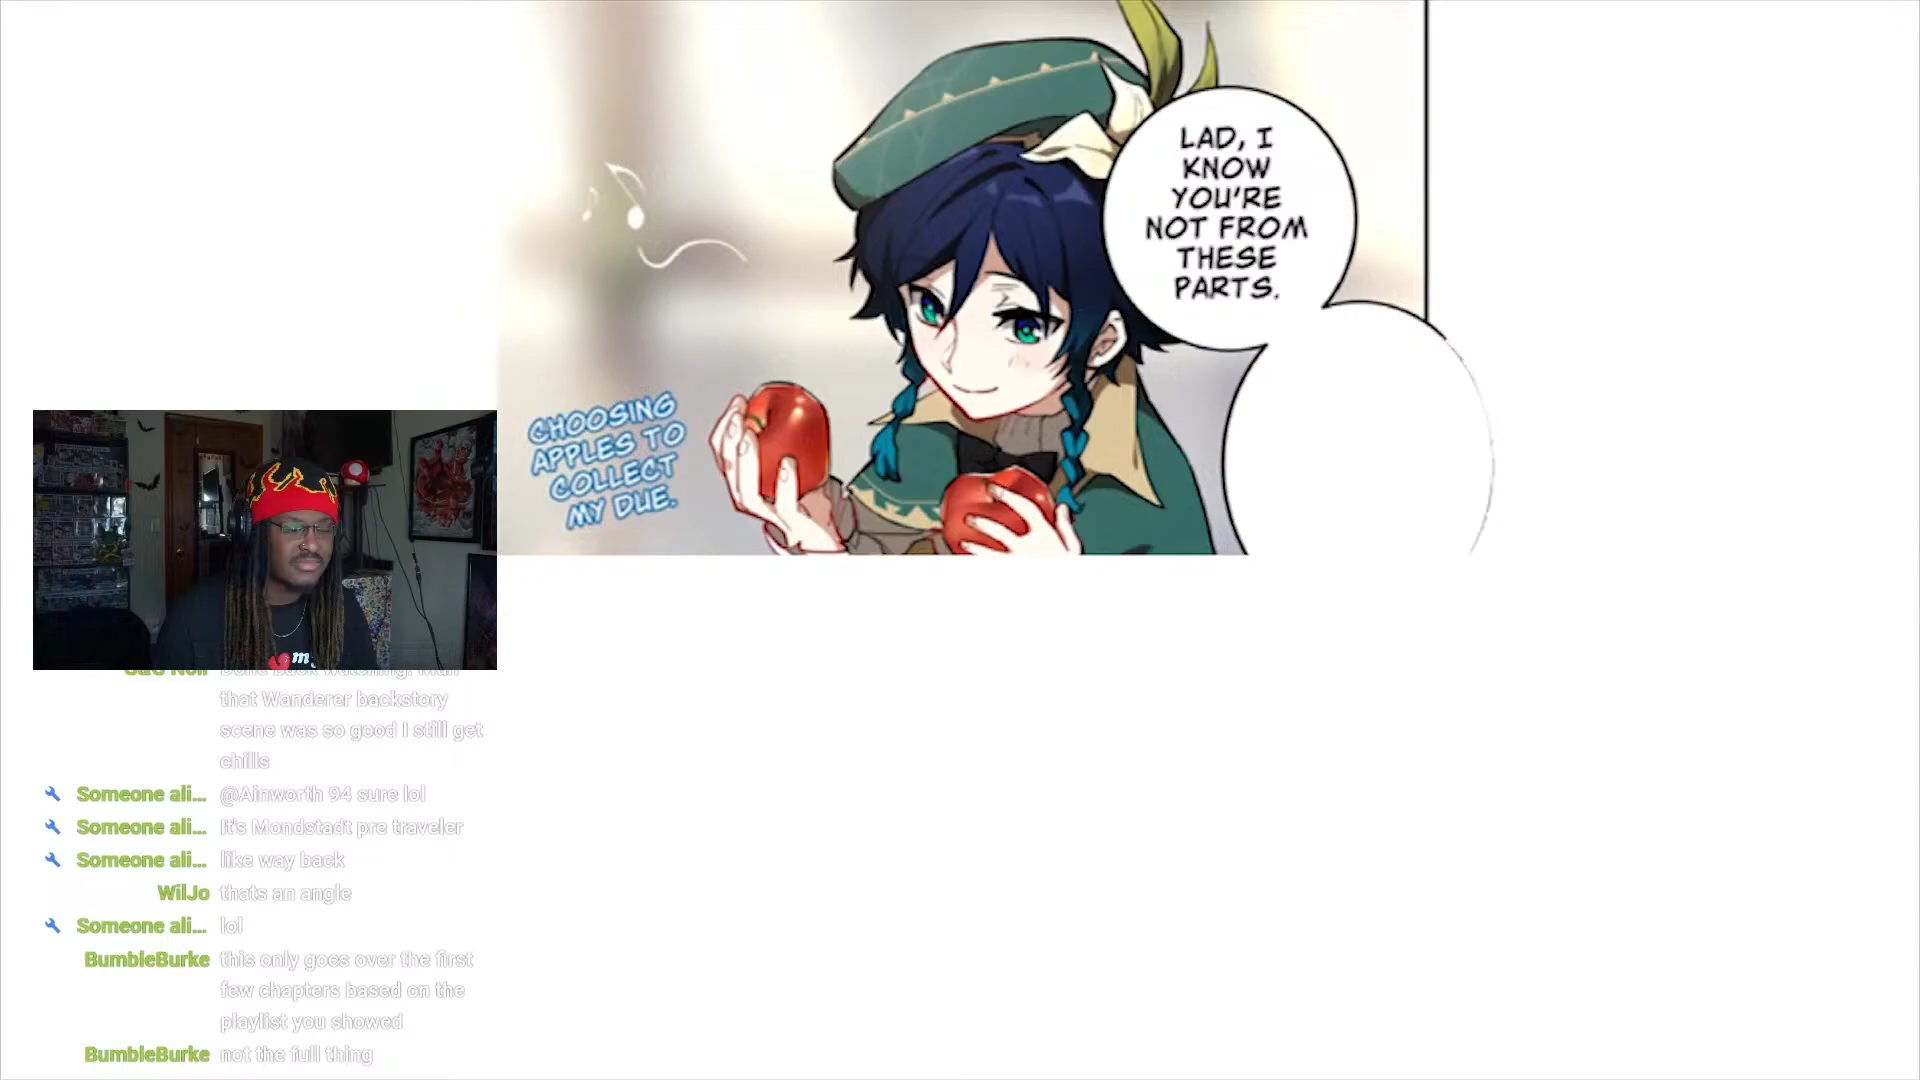 LAD, I
KNOW
YOU'RE
NOT FROM
THESE
PARTS.
CHOOSING
APPLES TO
COLLECT
MY DUE.
that Wanderer backstory
scene was so good I still get
chills
Someone ali... @Ainworth 94 sure lol
Someone ali... It's Mondstadt pre traveler
Someone ali... like way back
WilJo thats an angle
Someone ali... lol
BumbleBurke this only goes over the first
few chapters based on the
playlist you showed
BumbleBurke not the full thing